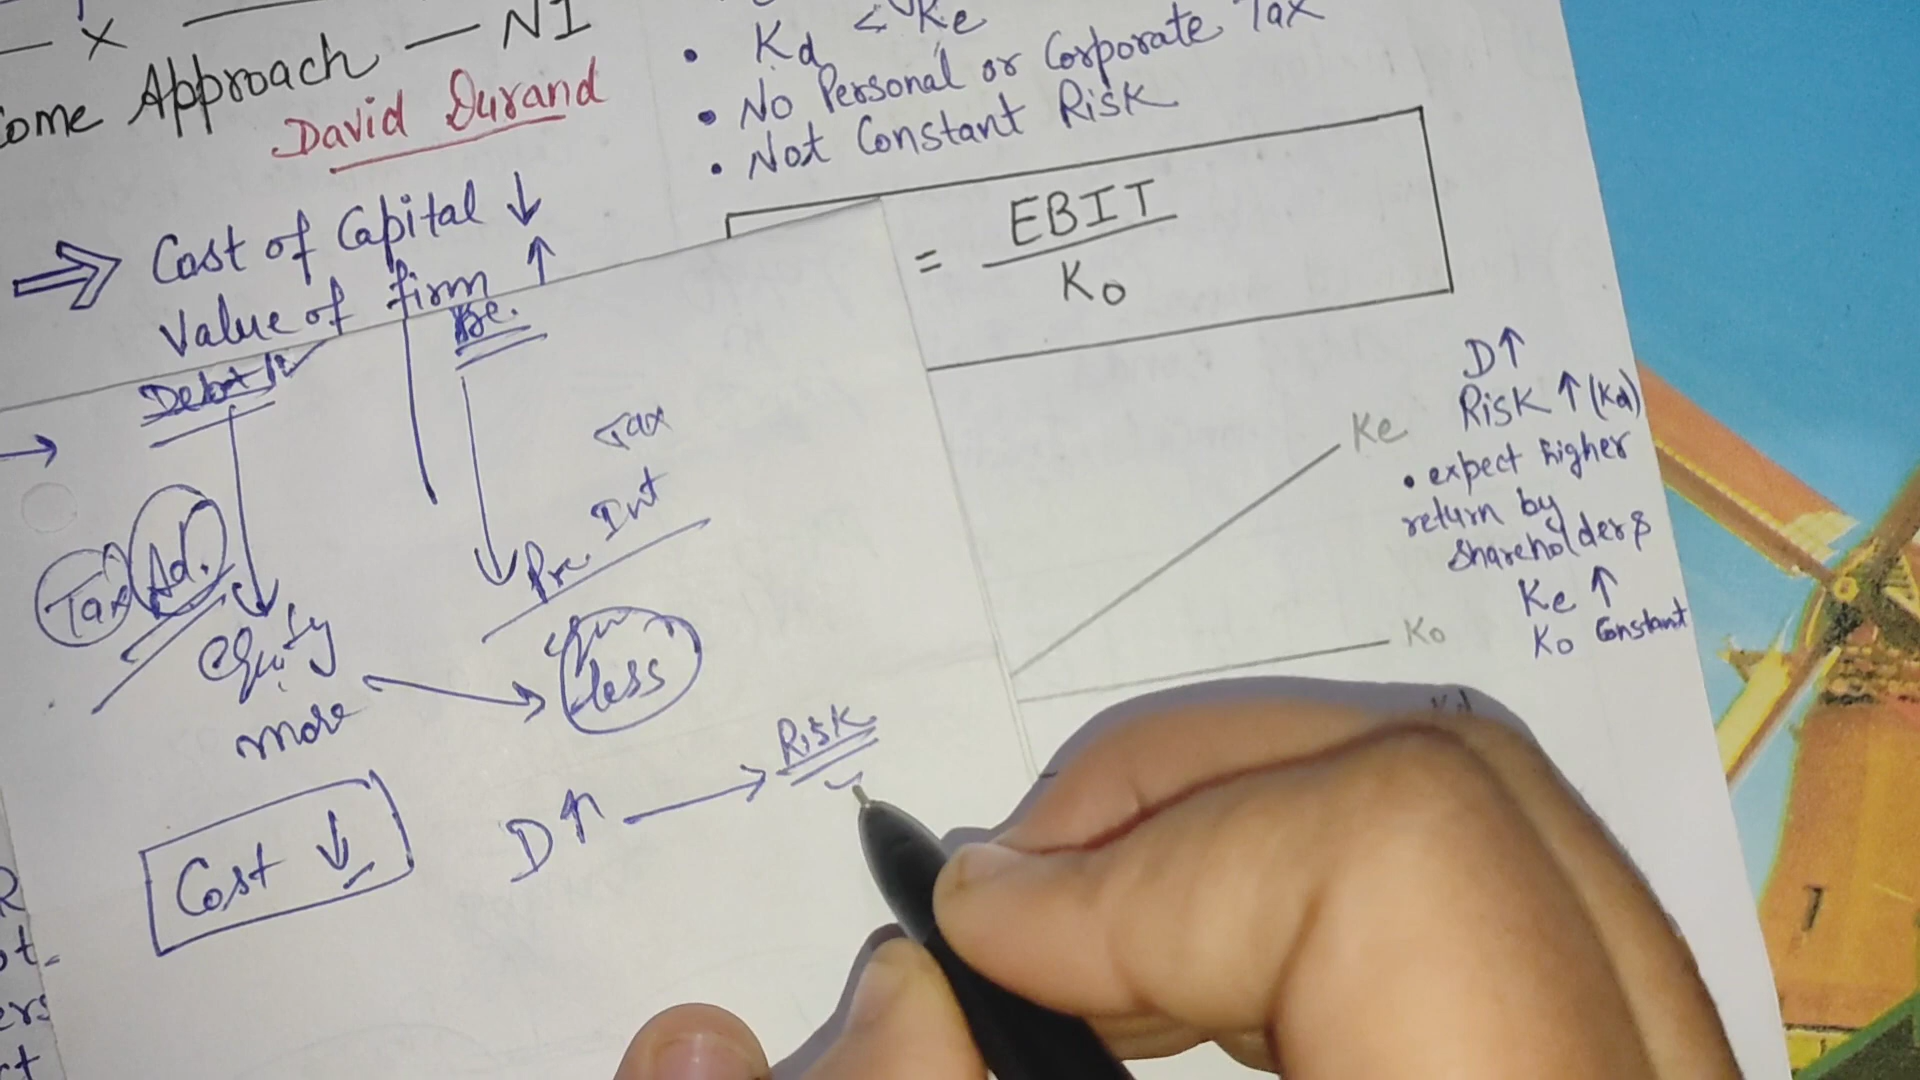 Approach — NI
David Durand
⇒ Cost of Capital ↓
Value of firm ↑
Kd < Ke
• No Personal or Corporate Tax
• Not Constant Risk
= EBIT
Ko
Debt
→
Tax Ad.
Equity
more
Tax
Pre. Int
less
Cost ↓
D↑ → Risk
Ke
Ko
Kd
D↑
Risk ↑ (Kd)
• expect higher
return by
Shareholders
Ke ↑
Ko Constant